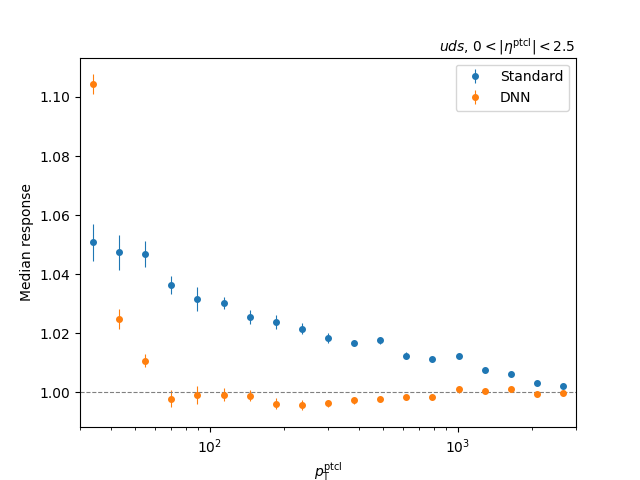 uds, 0 < |η^ptcl| < 2.5
Standard
DNN
Median response
1.10
1.08
1.06
1.04
1.02
1.00
10^2
10^3
p_T^ptcl